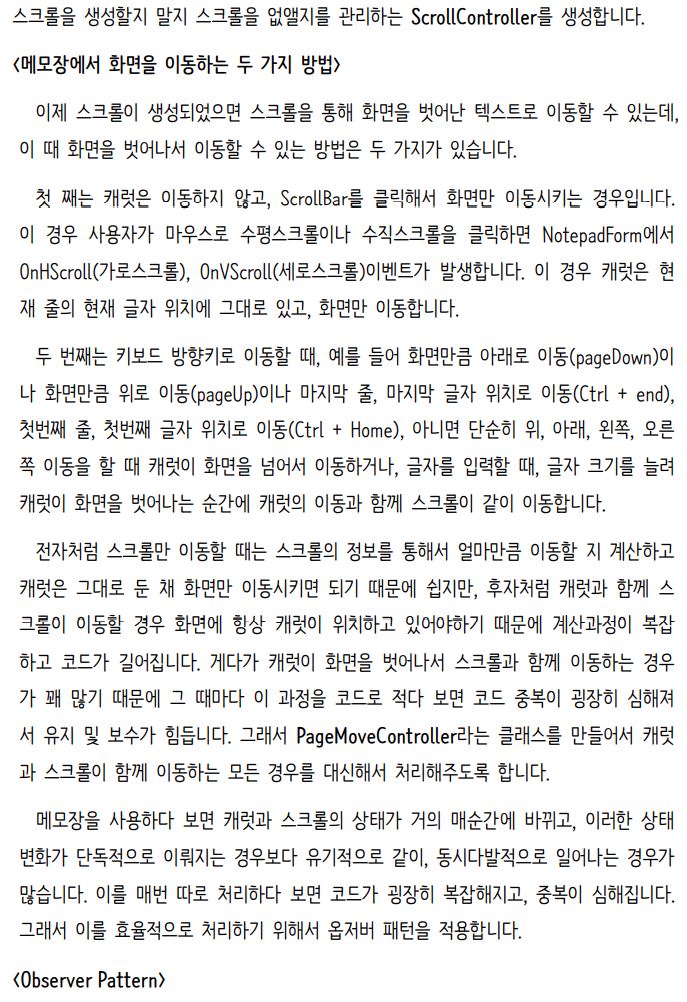 스크롤을 생성할지 말지 스크롤을 없앨지를 관리하는 ScrollController를 생성합니다.
<메모장에서 화면을 이동하는 두 가지 방법>
이제 스크롤이 생성되었으면 스크롤을 통해 화면을 벗어난 텍스트로 이동할 수 있는데,
이 때 화면을 벗어나서 이동할 수 있는 방법은 두 가지가 있습니다.
첫 째는 캐럿은 이동하지 않고, ScrollBar를 클릭해서 화면만 이동시키는 경우입니다.
이 경우 사용자가 마우스로 수평스크롤이나 수직스크롤을 클릭하면 NotepadForm에서
OnHScroll(가로스크롤), OnVScroll(세로스크롤)이벤트가 발생합니다. 이 경우 캐럿은 현
재 줄의 현재 글자 위치에 그대로 있고, 화면만 이동합니다.
두 번째는 키보드 방향키로 이동할 때, 예를 들어 화면만큼 아래로 이동(pageDown)이
나 화면만큼 위로 이동(pageUp)이나 마지막 줄, 마지막 글자 위치로 이동(Ctrl + end),
첫번째 줄, 첫번째 글자 위치로 이동(Ctrl + Home), 아니면 단순히 위, 아래, 왼쪽, 오른
쪽 이동을 할 때 캐럿이 화면을 넘어서 이동하거나, 글자를 입력할 때, 글자 크기를 늘려
캐럿이 화면을 벗어나는 순간에 캐럿의 이동과 함께 스크롤이 같이 이동합니다.
전자처럼 스크롤만 이동할 때는 스크롤의 정보를 통해서 얼마만큼 이동할 지 계산하고
캐럿은 그대로 둔 채 화면만 이동시키면 되기 때문에 쉽지만, 후자처럼 캐럿과 함께 스
크롤이 이동할 경우 화면에 항상 캐럿이 위치하고 있어야하기 때문에 계산과정이 복잡
하고 코드가 길어집니다. 게다가 캐럿이 화면을 벗어나서 스크롤과 함께 이동하는 경우
가 꽤 많기 때문에 그 때마다 이 과정을 코드로 적다 보면 코드 중복이 굉장히 심해져
서 유지 및 보수가 힘듭니다. 그래서 PageMoveController라는 클래스를 만들어서 캐럿
과 스크롤이 함께 이동하는 모든 경우를 대신해서 처리해주도록 합니다.
메모장을 사용하다 보면 캐럿과 스크롤의 상태가 거의 매순간에 바뀌고, 이러한 상태
변화가 단독적으로 이뤄지는 경우보다 유기적으로 같이, 동시다발적으로 일어나는 경우가
많습니다. 이를 매번 따로 처리하다 보면 코드가 굉장히 복잡해지고, 중복이 심해집니다.
그래서 이를 효율적으로 처리하기 위해서 옵저버 패턴을 적용합니다.
<Observer Pattern>